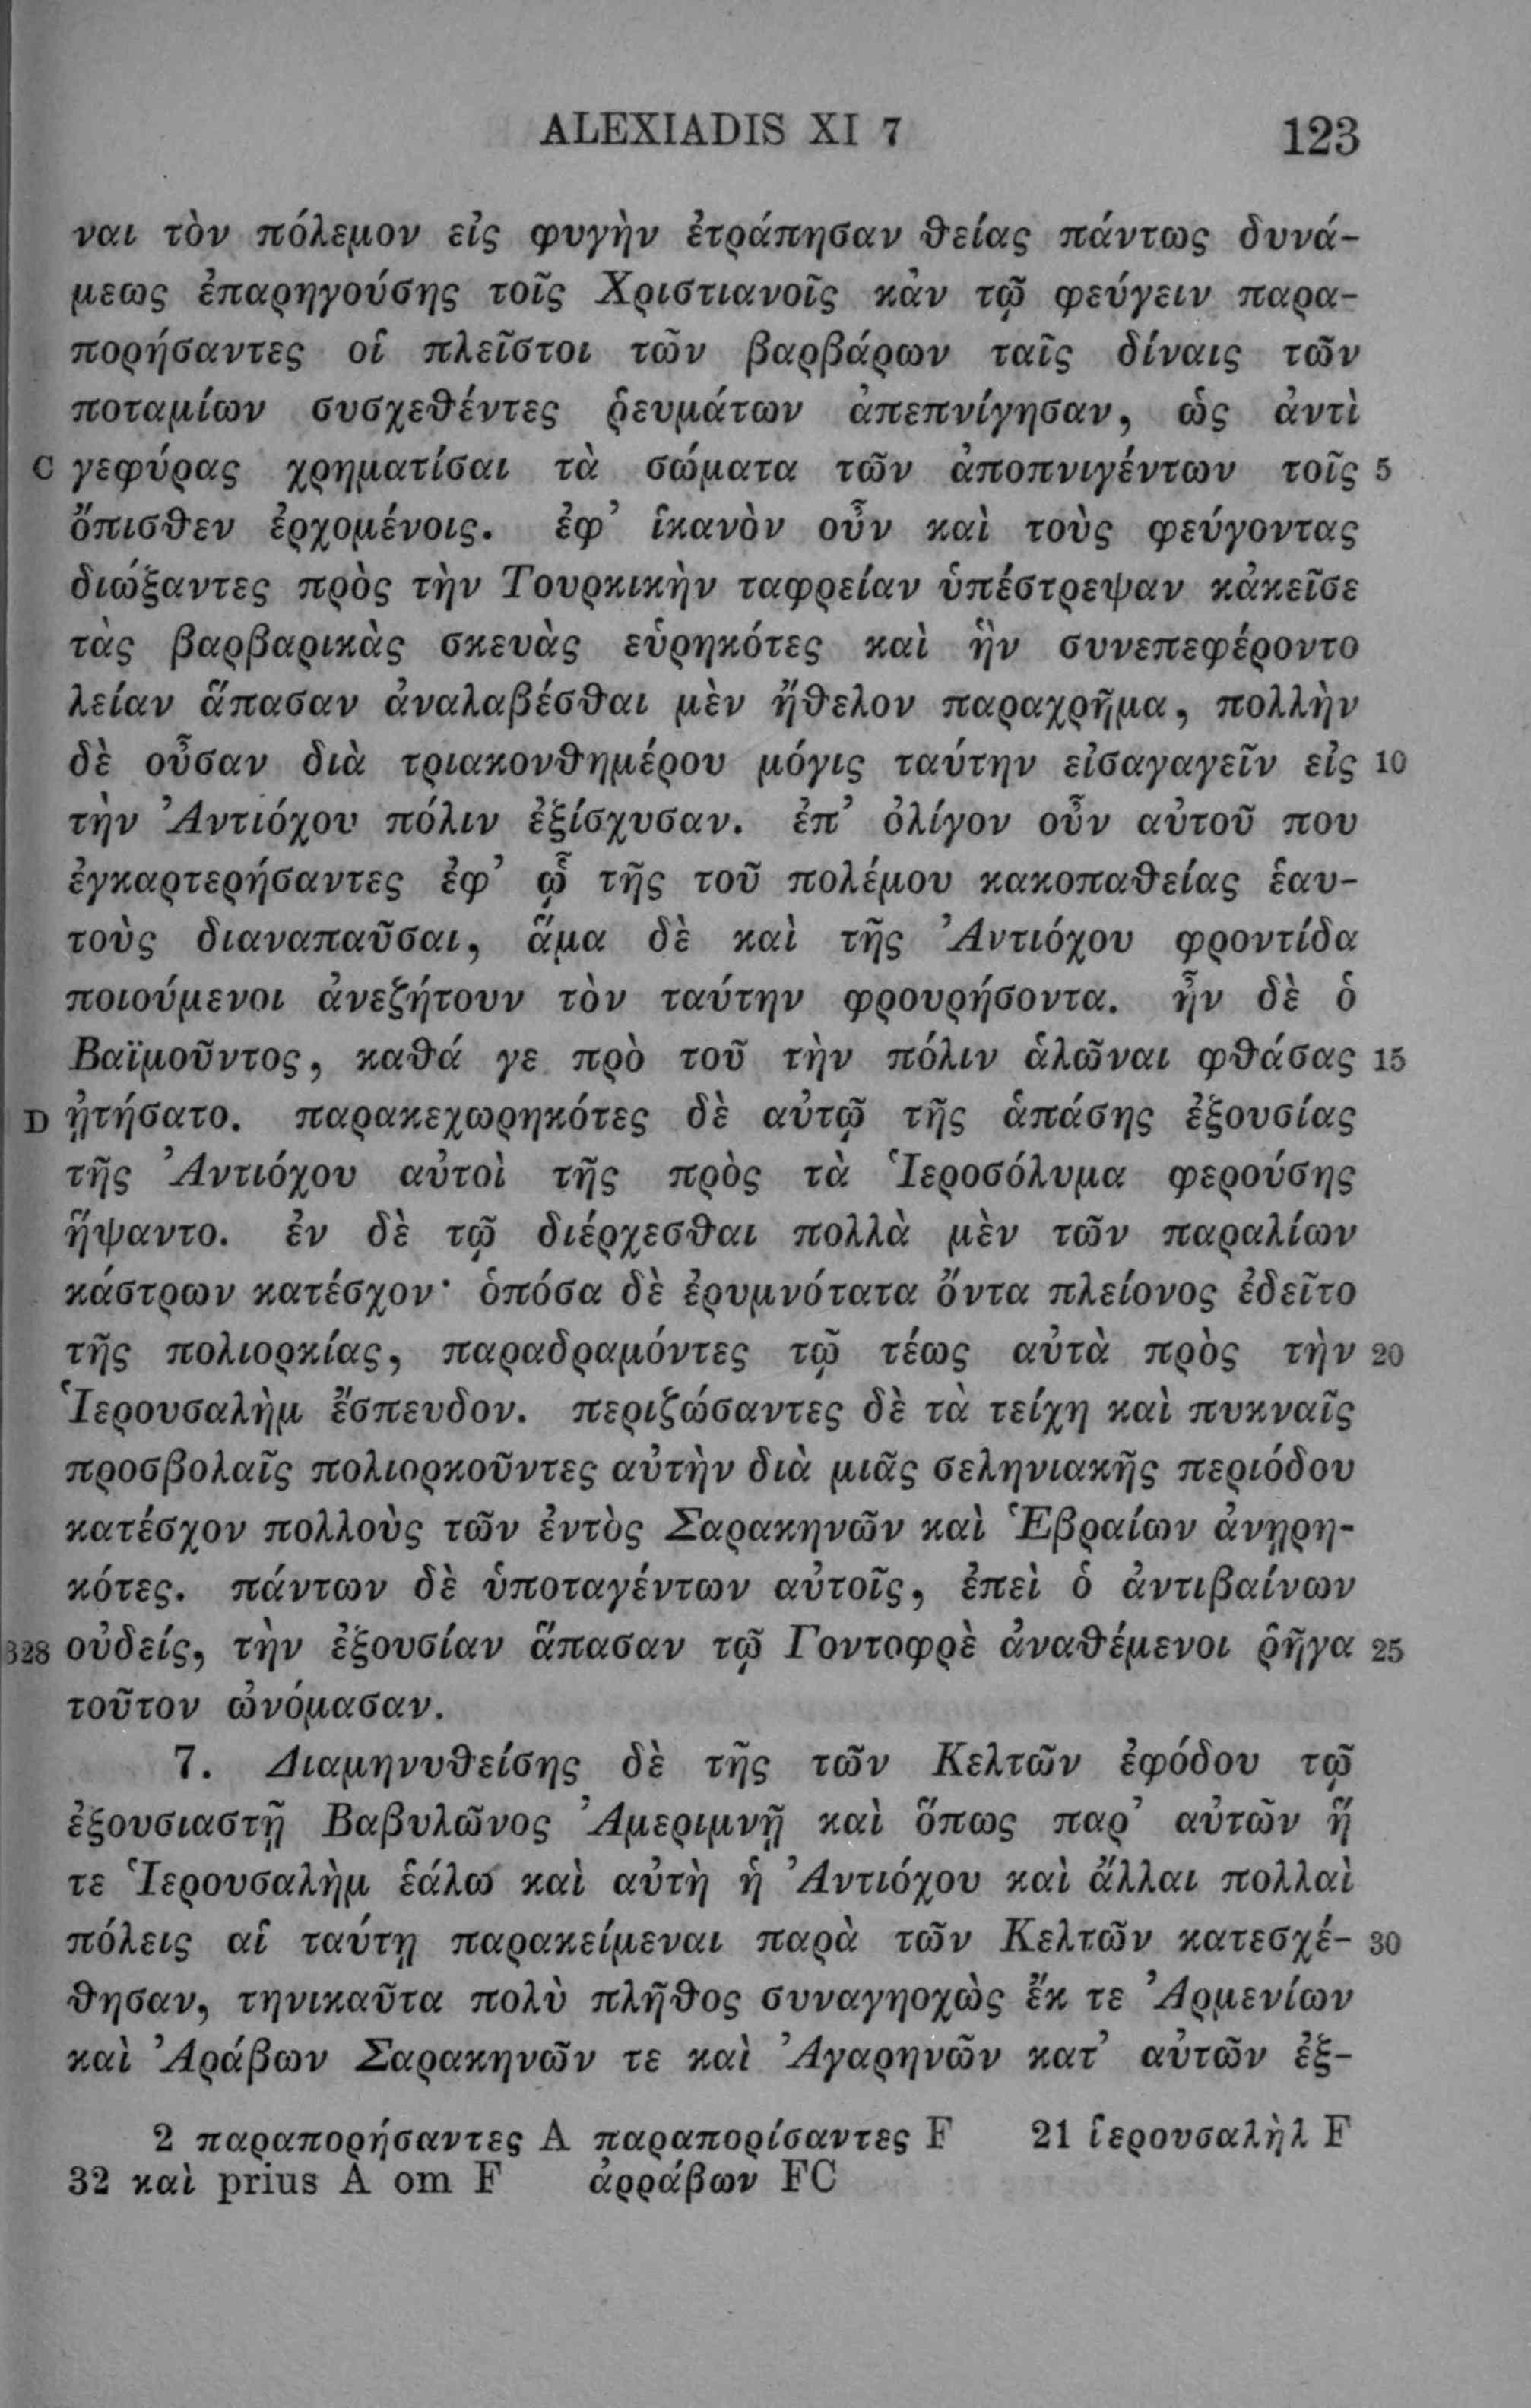 ALEXIADIS XI 7 123
ναι τὸν πόλεμον εἰς φυγὴν ἐτράπησαν θείας πάντως δυνά-
μεως ἐπαρηγούσης τοῖς Χριστιανοῖς κἀν τῷ φεύγειν παρα-
πορήσαντες οἱ πλεῖστοι τῶν βαρβάρων ταῖς δίναις τῶν
ποταμίων συσχεθέντες ῥευμάτων ἀπεπνίγησαν, ὡς ἀντὶ
C γεφύρας χρηματίσαι τὰ σώματα τῶν ἀποπνιγέντων τοῖς 5
ὄπισθεν ἐρχομένοις. ἐφ’ ἱκανὸν οὖν καὶ τοὺς φεύγοντας
διώξαντες πρὸς τὴν Τουρκικὴν ταφρείαν ὑπέστρεψαν κἀκεῖσε
τὰς βαρβαρικὰς σκευὰς εὑρηκότες καὶ ἣν συνεπεφέροντο
λείαν ἅπασαν ἀναλαβέσθαι μὲν ἤθελον παραχρῆμα, πολλὴν
δὲ οὖσαν διὰ τριακονθημέρου μόγις ταύτην εἰσαγαγεῖν εἰς 10
τὴν Ἀντιόχου πόλιν ἐξίσχυσαν. ἐπ’ ὀλίγον οὖν αὐτοῦ που
ἐγκαρτερήσαντες ἐφ’ ᾧ τῆς τοῦ πολέμου κακοπαθείας ἑαυ-
τοὺς διαναπαῦσαι, ἅμα δὲ καὶ τῆς Ἀντιόχου φροντίδα
ποιούμενοι ἀνεζήτουν τὸν ταύτην φρουρήσοντα. ἦν δὲ ὁ
Βαϊμοῦντος, καθά γε πρὸ τοῦ τὴν πόλιν ἁλῶναι φθάσας 15
D ᾐτήσατο. παρακεχωρηκότες δὲ αὐτῷ τῆς ἁπάσης ἐξουσίας
τῆς Ἀντιόχου αὐτοὶ τῆς πρὸς τὰ Ἱεροσόλυμα φερούσης
ἥψαντο. ἐν δὲ τῷ διέρχεσθαι πολλὰ μὲν τῶν παραλίων
κάστρων κατέσχον· ὁπόσα δὲ ἐρυμνότατα ὄντα πλείονος ἐδεῖτο
τῆς πολιορκίας, παραδραμόντες τῷ τέως αὐτὰ πρὸς τὴν 20
Ἱερουσαλὴμ ἔσπευδον. περιζώσαντες δὲ τὰ τείχη καὶ πυκναῖς
προσβολαῖς πολιορκοῦντες αὐτὴν διὰ μιᾶς σεληνιακῆς περιόδου
κατέσχον πολλοὺς τῶν ἐντὸς Σαρακηνῶν καὶ Ἑβραίων ἀνῃρη-
κότες. πάντων δὲ ὑποταγέντων αὐτοῖς, ἐπεὶ ὁ ἀντιβαίνων
328 οὐδείς, τὴν ἐξουσίαν ἅπασαν τῷ Γοντοφρὲ ἀναθέμενοι ῥῆγα 25
τοῦτον ὠνόμασαν.
7. Διαμηνυθείσης δὲ τῆς τῶν Κελτῶν ἐφόδου τῷ
ἐξουσιαστῇ Βαβυλῶνος Ἀμεριμνῇ καὶ ὅπως παρ’ αὐτῶν ἥ
τε Ἱερουσαλὴμ ἑάλω καὶ αὐτὴ ἡ Ἀντιόχου καὶ ἄλλαι πολλαὶ
πόλεις αἱ ταύτῃ παρακείμεναι παρὰ τῶν Κελτῶν κατεσχέ- 30
θησαν, τηνικαῦτα πολὺ πλῆθος συναγηοχὼς ἔκ τε Ἀρμενίων
καὶ Ἀράβων Σαρακηνῶν τε καὶ Ἀγαρηνῶν κατ’ αὐτῶν ἐξ-
2 παραπορήσαντες A παραπορίσαντες F 21 ἱερουσαλὴλ F
32 καὶ prius A om F ἀρράβων FC